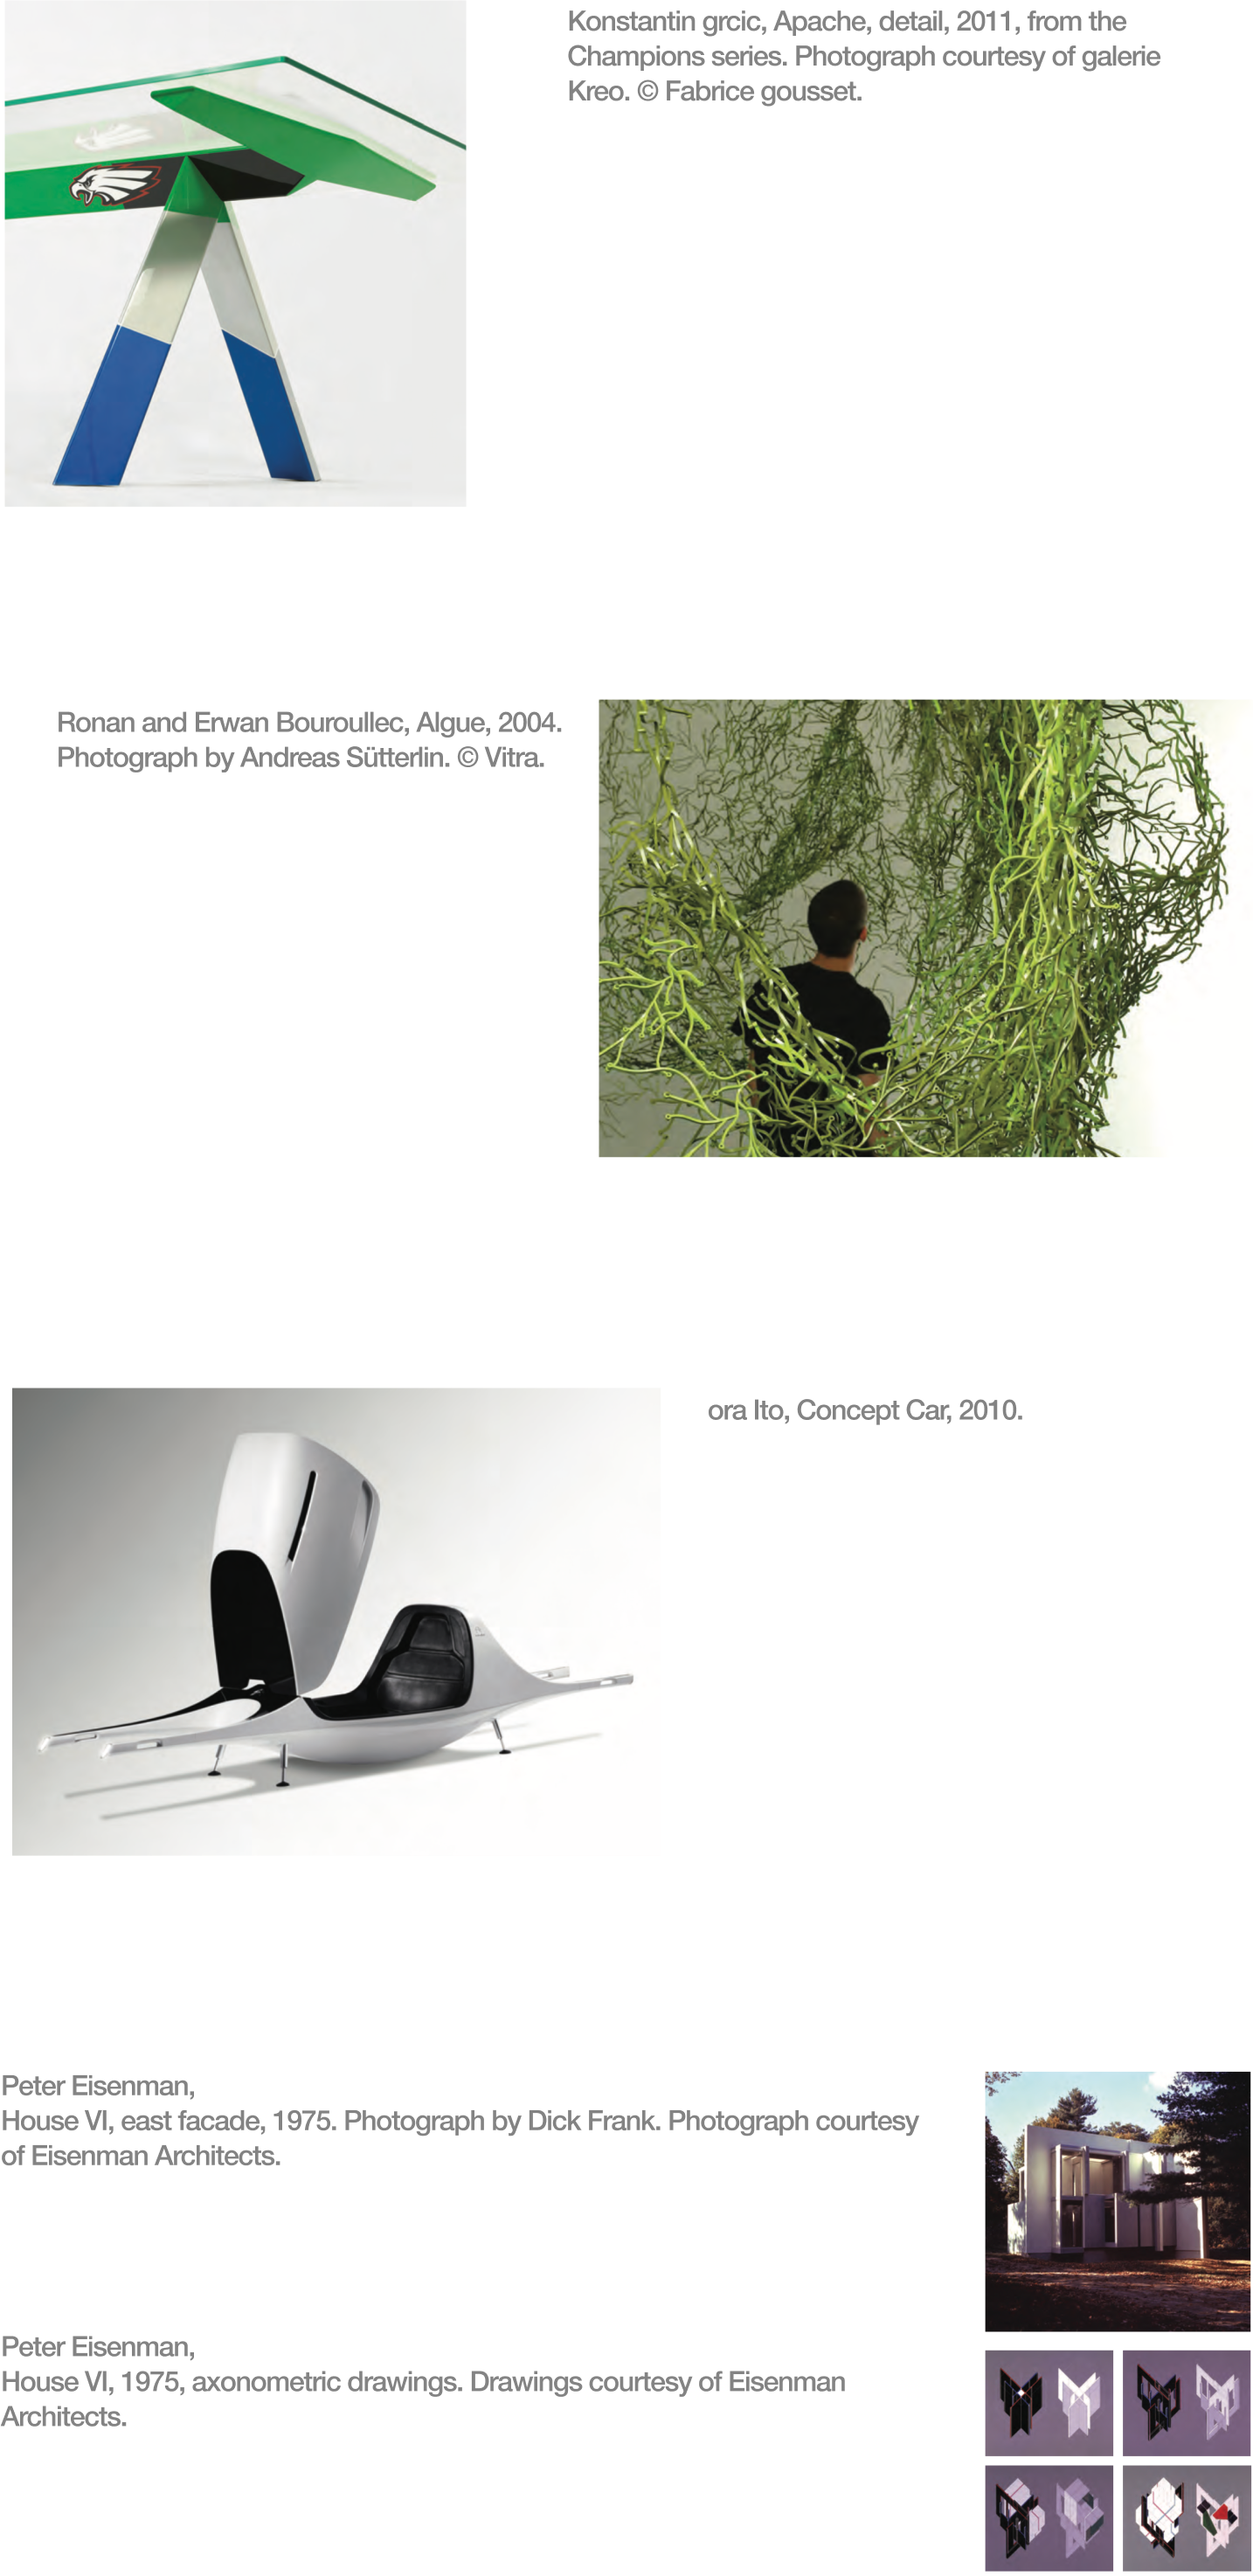 Konstantin grcic, Apache, detail, 2011, from the
Champions series. Photograph courtesy of galerie
Kreo. © Fabrice gousset.
Ronan and Erwan Bouroullec, Algue, 2004.
Photograph by Andreas Sütterlin. © Vitra.
ora Ito, Concept Car, 2010.
Peter Eisenman,
House VI, east facade, 1975. Photograph by Dick Frank. Photograph courtesy
of Eisenman Architects.
Peter Eisenman,
House VI, 1975, axonometric drawings. Drawings courtesy of Eisenman
Architects.